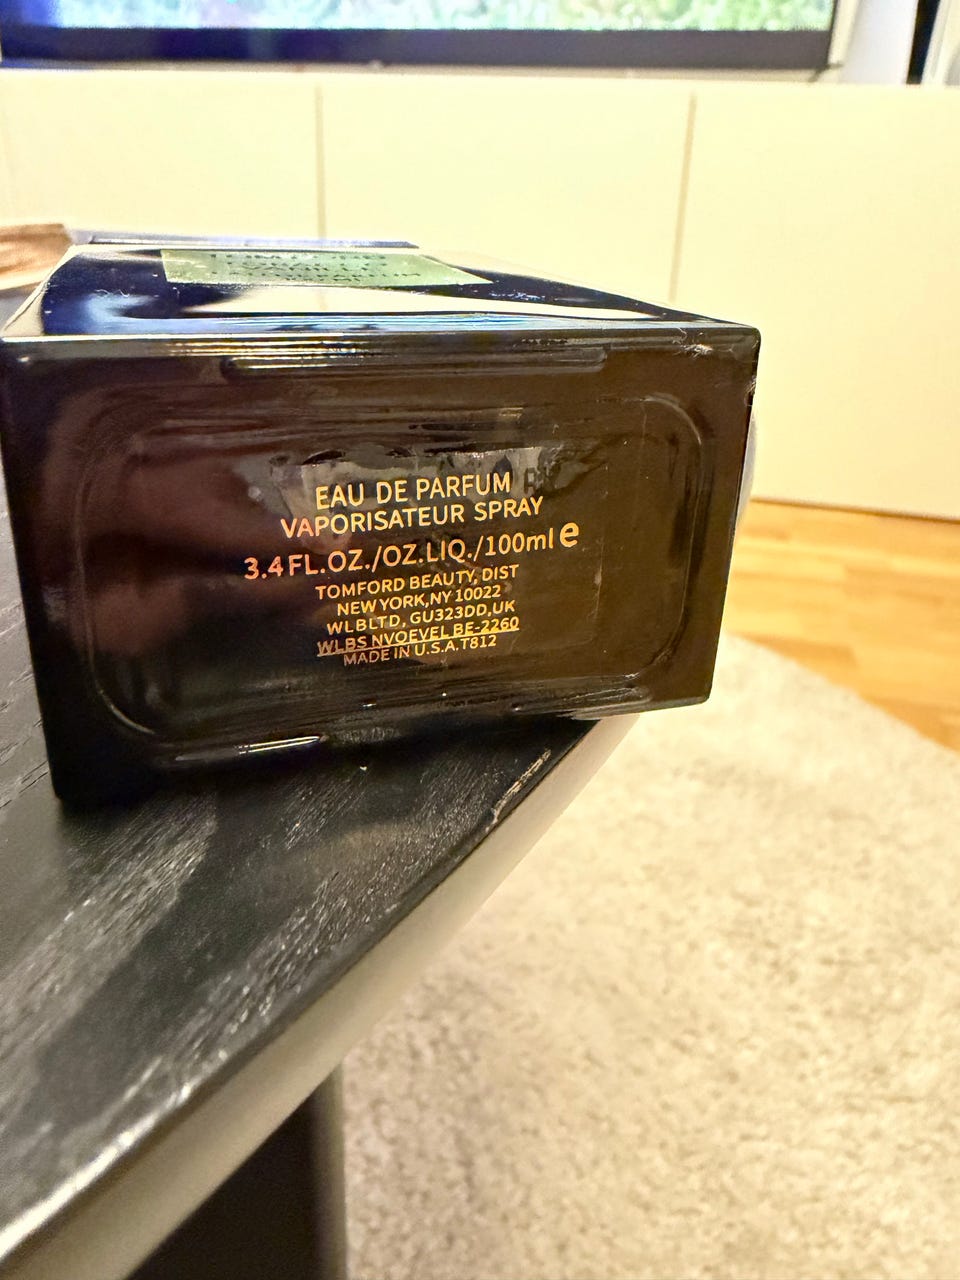 VANILLE
EAU DE PARFUM
VAPORISATEUR SPRAY
3.4 FL.OZ./OZ.LIQ./100ml e
TOMFORD BEAUTY, DIST
NEW YORK,NY 10022
WLBLTD, GU323DD,UK
WLBS NVOEVEL BE-2260
MADE IN U.S.A.T812